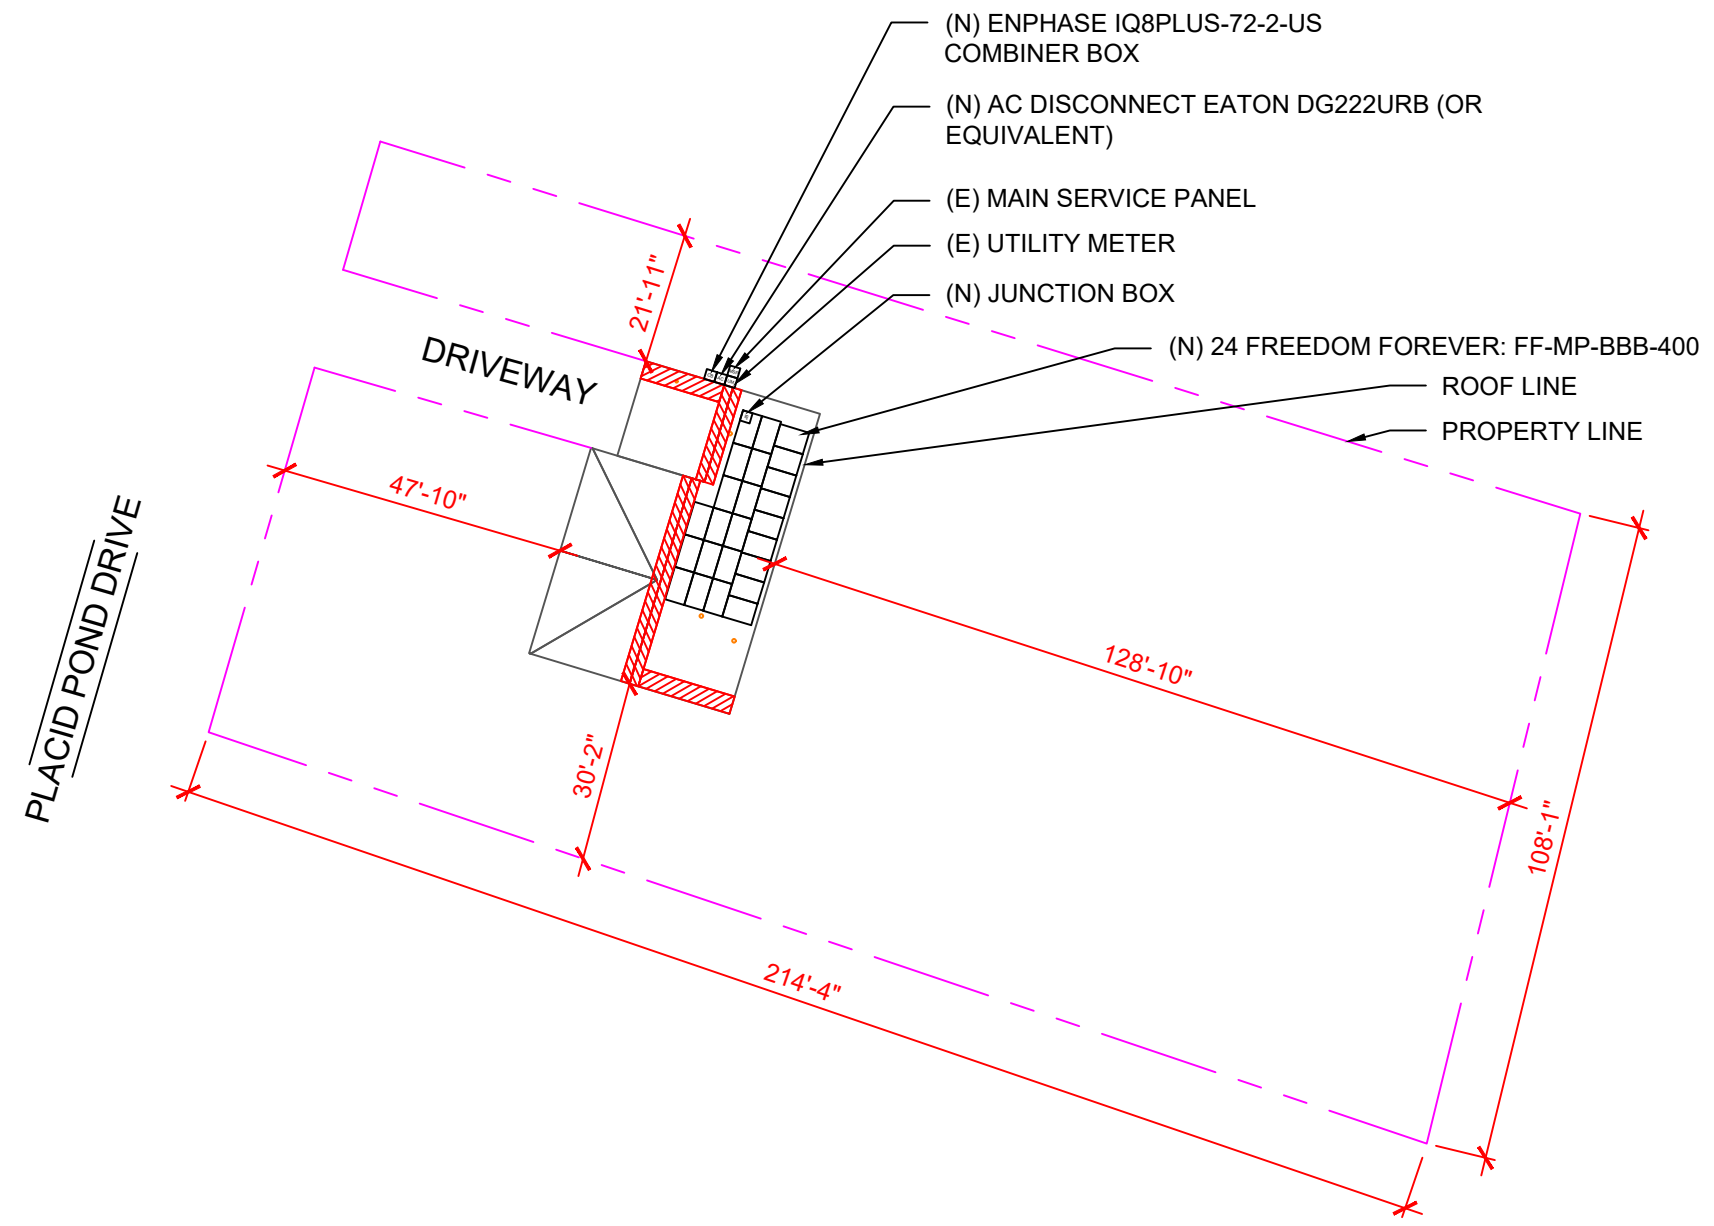 (N) ENPHASE IQ8PLUS-72-2-US
COMBINER BOX
(N) AC DISCONNECT EATON DG222URB (OR
EQUIVALENT)
(E) MAIN SERVICE PANEL
(E) UTILITY METER
(N) JUNCTION BOX
(N) 24 FREEDOM FOREVER: FF-MP-BBB-400
ROOF LINE
PROPERTY LINE
21'-11"
DRIVEWAY
47'-10"
PLACID POND DRIVE
128'-10"
30'-2"
108'-1"
214'-4"